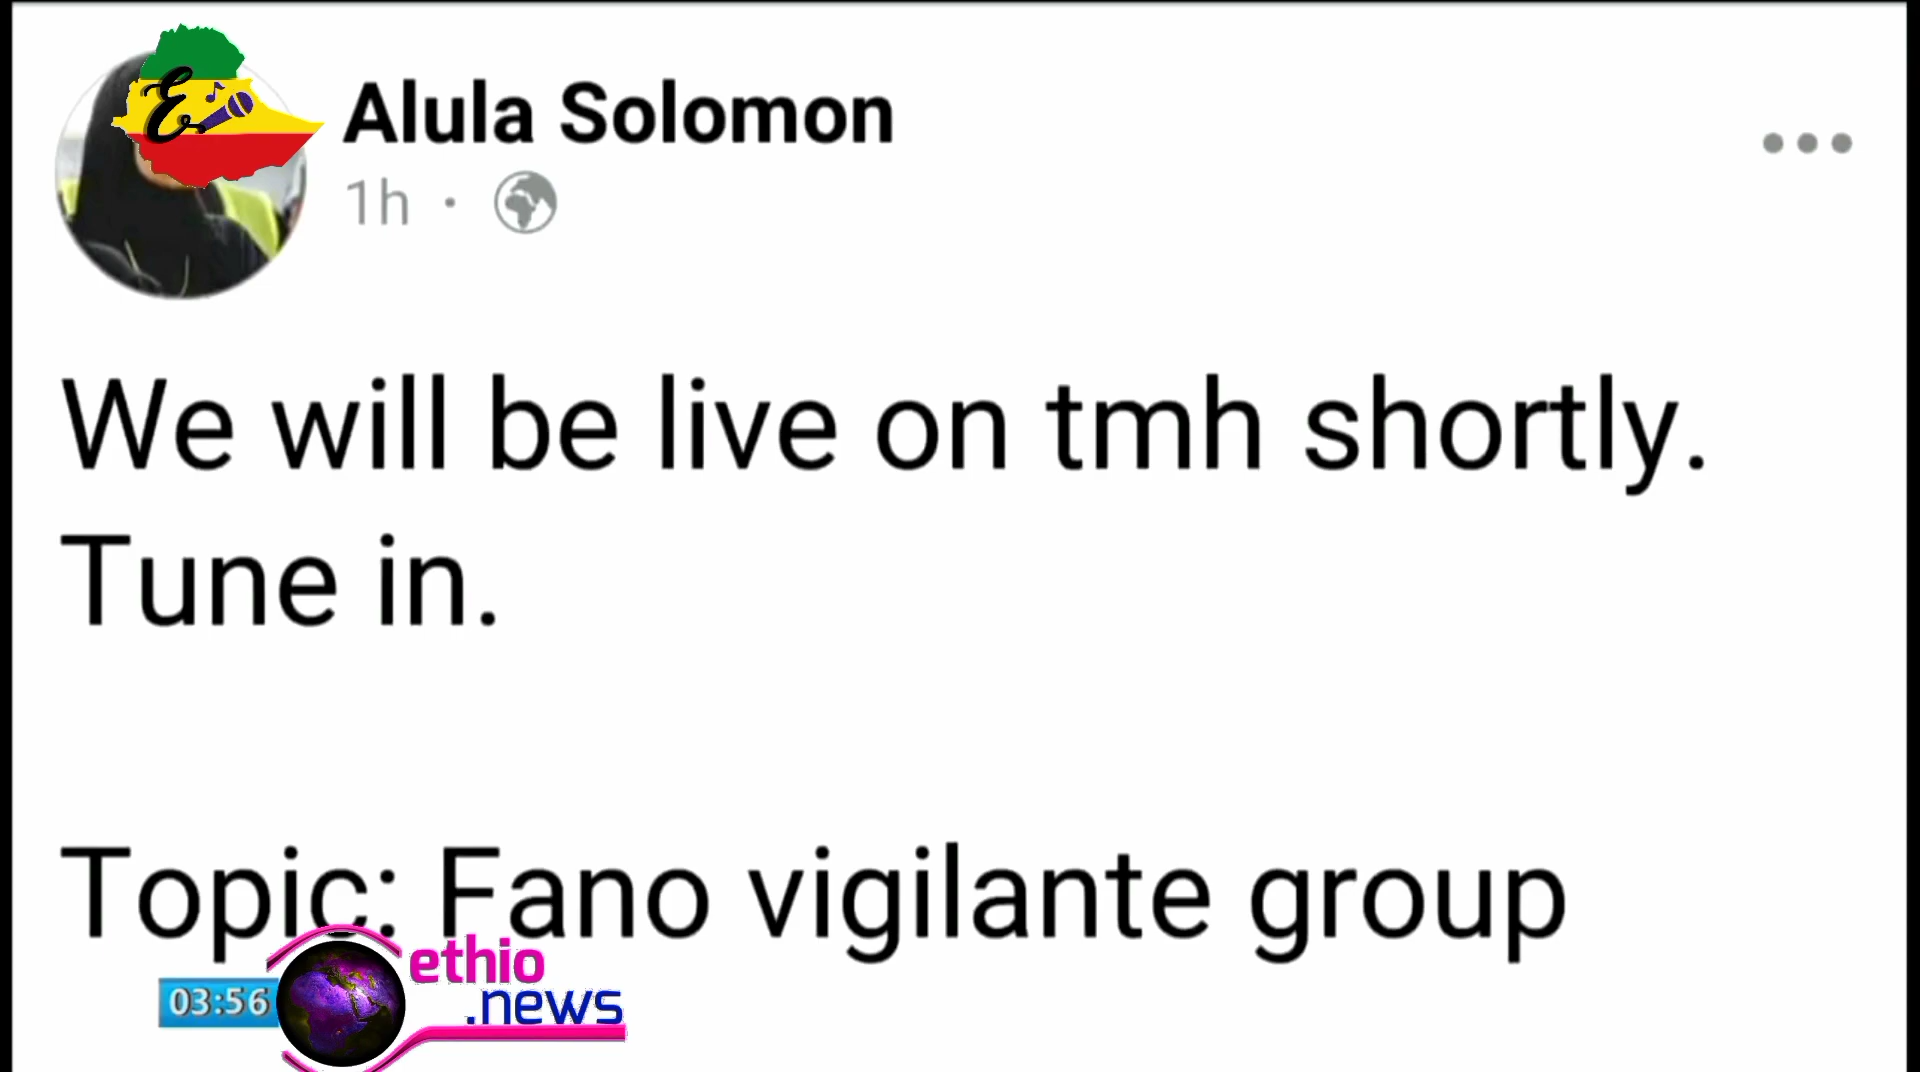 E
Alula Solomon
1h ·
We will be live on tmh shortly.
Tune in.
Topic: Fano vigilante group
03:56
ethio
.news